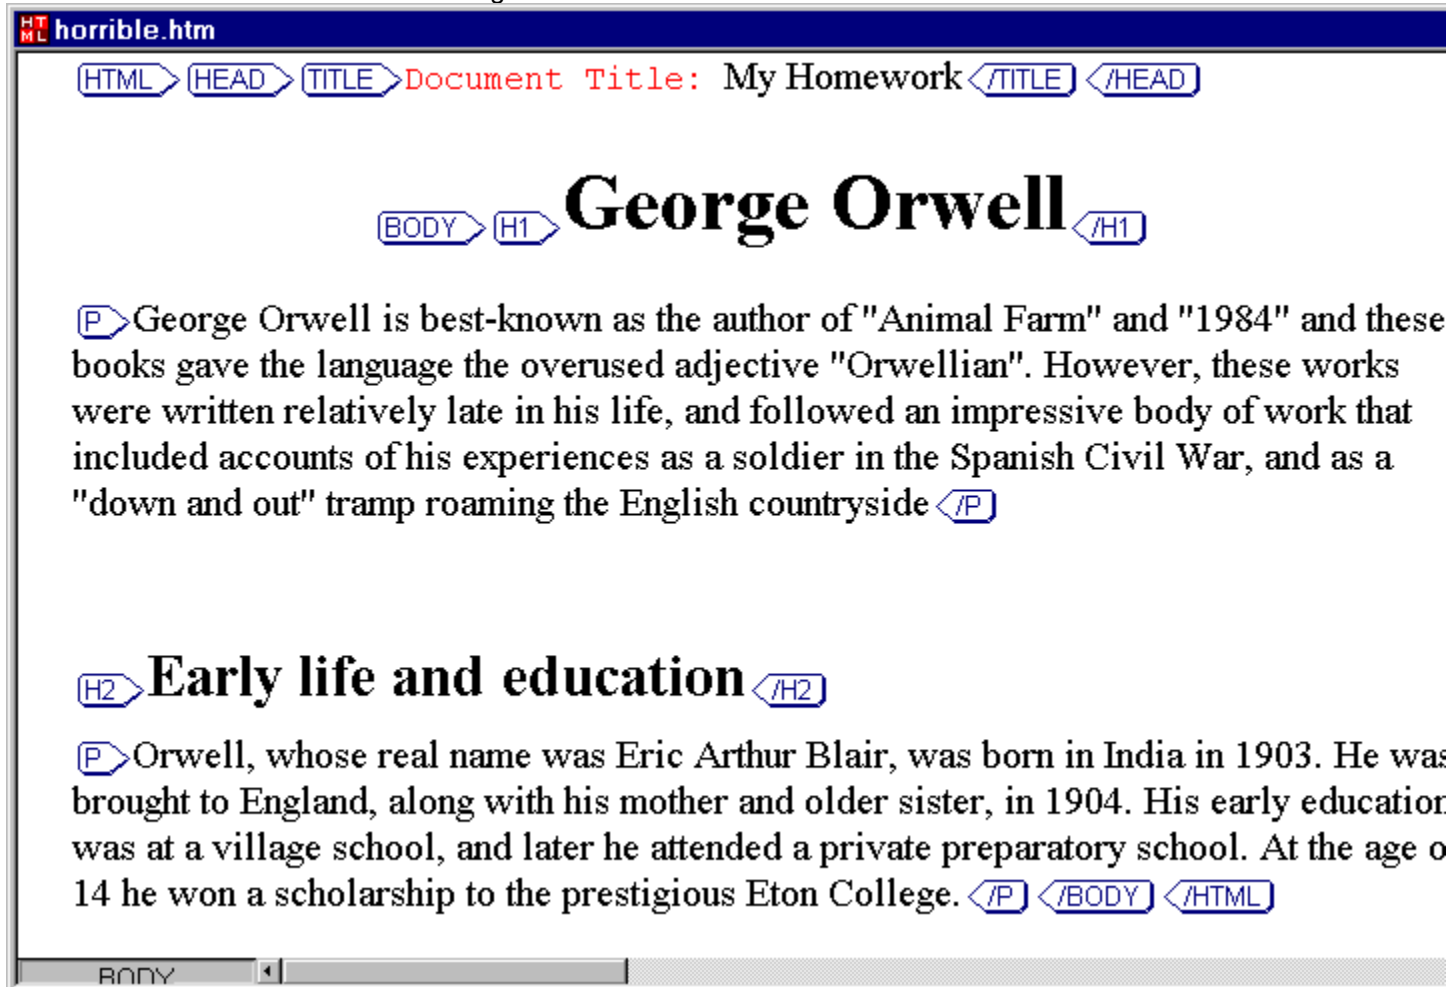 HTML horrible.htm
HTML HEAD TITLE Document Title: My Homework /TITLE /HEAD
BODY H1 George Orwell /H1
P George Orwell is best-known as the author of "Animal Farm" and "1984" and these
books gave the language the overused adjective "Orwellian". However, these works
were written relatively late in his life, and followed an impressive body of work that
included accounts of his experiences as a soldier in the Spanish Civil War, and as a
"down and out" tramp roaming the English countryside /P
H2 Early life and education /H2
P Orwell, whose real name was Eric Arthur Blair, was born in India in 1903. He was
brought to England, along with his mother and older sister, in 1904. His early education
was at a village school, and later he attended a private preparatory school. At the age o
14 he won a scholarship to the prestigious Eton College. /P /BODY /HTML
BODY